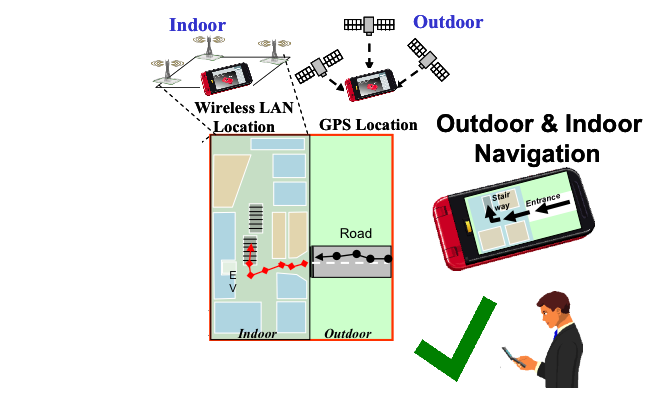 Indoor
Outdoor
Wireless LAN
Location
GPS Location
Outdoor & Indoor
Navigation
Stair
way
Entrance
Road
E
V
Indoor
Outdoor